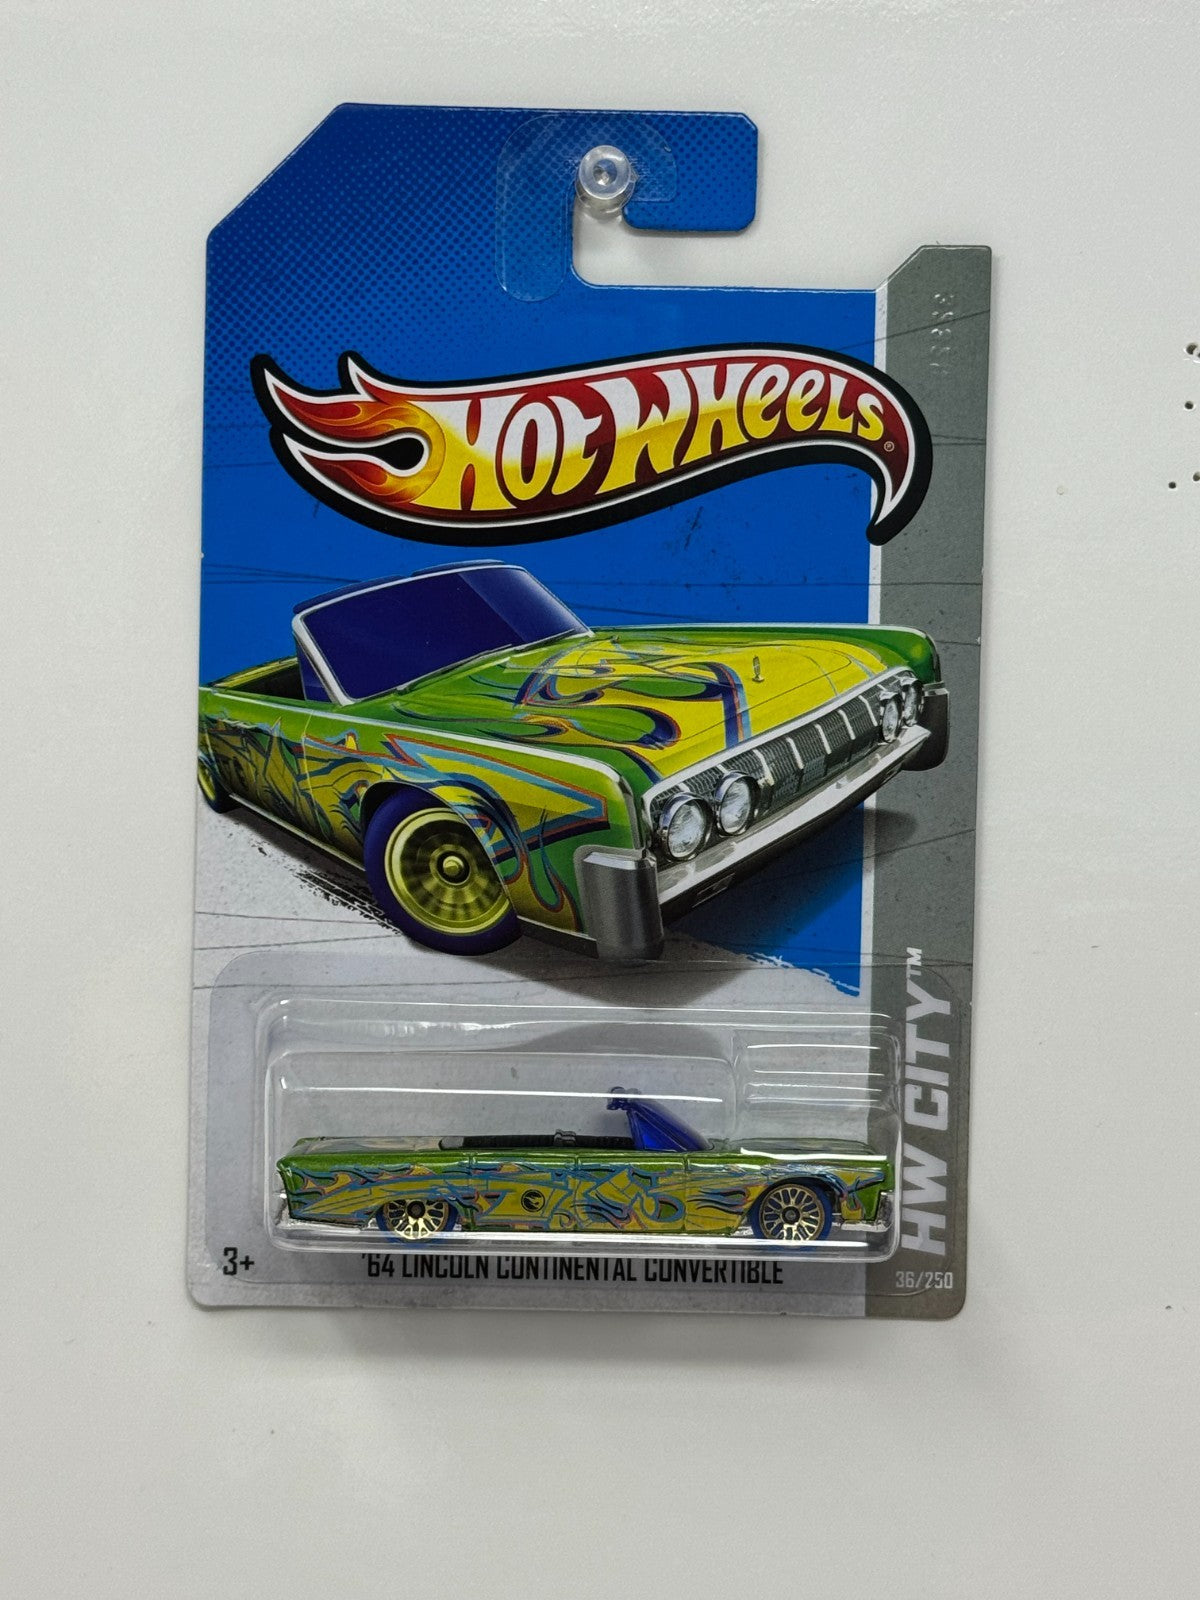 HOT WHEELS®
HW CITY™
3+
'64 LINCOLN CONTINENTAL CONVERTIBLE
36/250